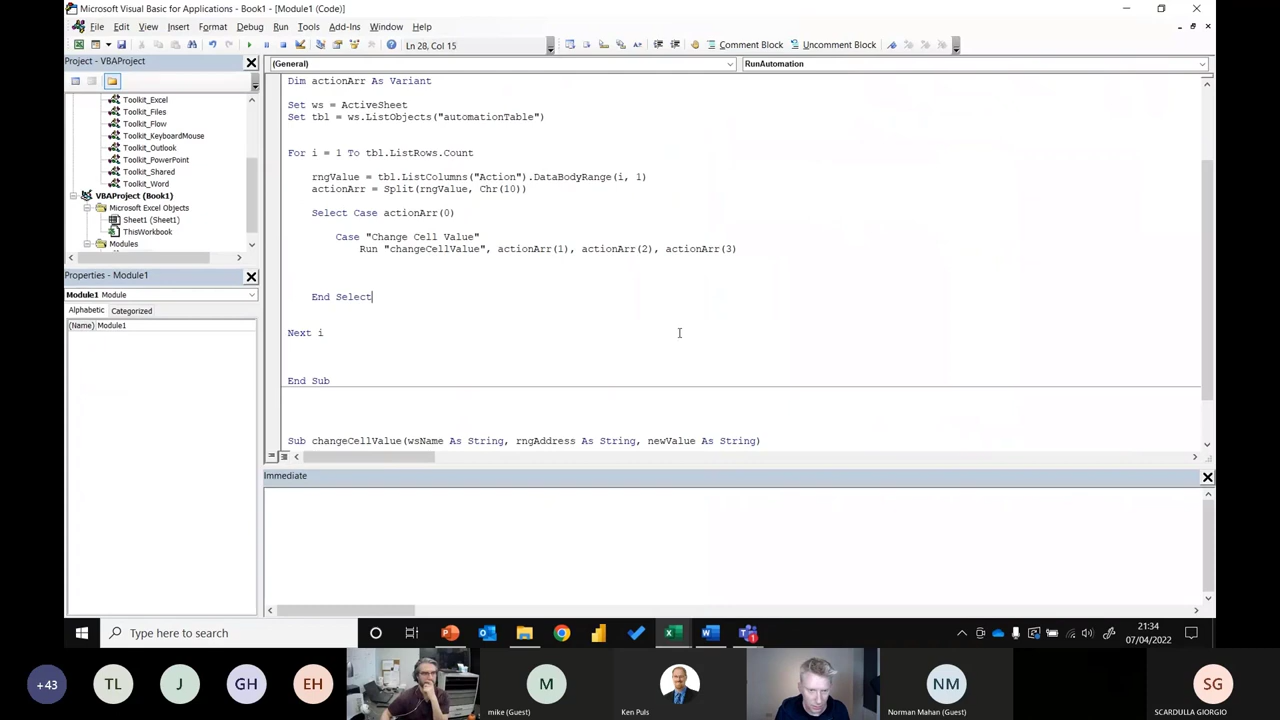 Microsoft Visual Basic for Applications - Book1 - [Module1 (Code)]
File Edit View Insert Format Debug Run Tools Add-Ins Window Help
Ln 28, Col 15
Comment Block Uncomment Block
Project - VBAProject
(General) RunAutomation
Toolkit_Excel
Toolkit_Files
Toolkit_Flow
Toolkit_KeyboardMouse
Toolkit_Outlook
Toolkit_PowerPoint
Toolkit_Shared
Toolkit_Word
VBAProject (Book1)
Microsoft Excel Objects
Sheet1 (Sheet1)
ThisWorkbook
Modules
Properties - Module1
Module1 Module
Alphabetic Categorized
(Name) Module1
Dim actionArr As Variant
Set ws = ActiveSheet
Set tbl = ws.ListObjects("automationTable")
For i = 1 To tbl.ListRows.Count
rngValue = tbl.ListColumns("Action").DataBodyRange(i, 1)
actionArr = Split(rngValue, Chr(10))
Select Case actionArr(0)
Case "Change Cell Value"
Run "changeCellValue", actionArr(1), actionArr(2), actionArr(3)
End Select
Next i
End Sub
Sub changeCellValue(wsName As String, rngAddress As String, newValue As String)
Immediate
Type here to search
21:34
07/04/2022
+43 TL J GH EH M NM SG
mike (Guest)
Ken Puls
Norman Mahan (Guest)
SCARDULLA GIORGIO